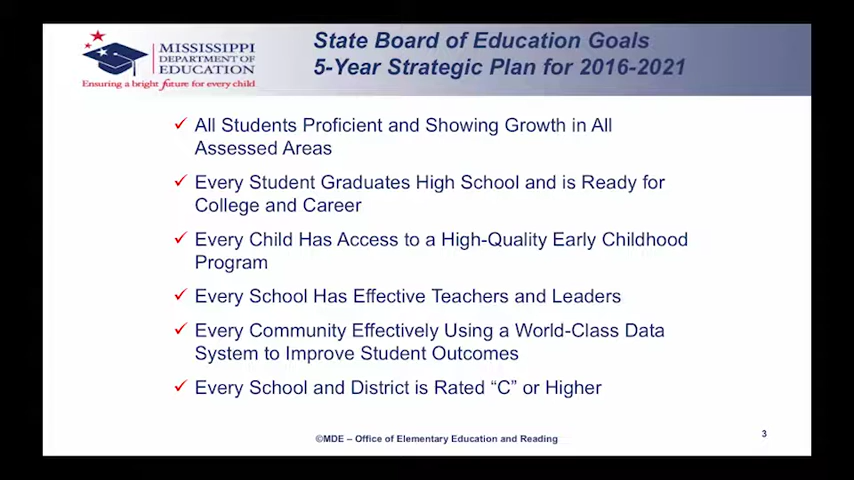 MISSISSIPPI
DEPARTMENT OF
EDUCATION
Ensuring a bright future for every child
State Board of Education Goals
5-Year Strategic Plan for 2016-2021
All Students Proficient and Showing Growth in All
Assessed Areas
Every Student Graduates High School and is Ready for
College and Career
Every Child Has Access to a High-Quality Early Childhood
Program
Every School Has Effective Teachers and Leaders
Every Community Effectively Using a World-Class Data
System to Improve Student Outcomes
Every School and District is Rated “C” or Higher
©MDE – Office of Elementary Education and Reading
3